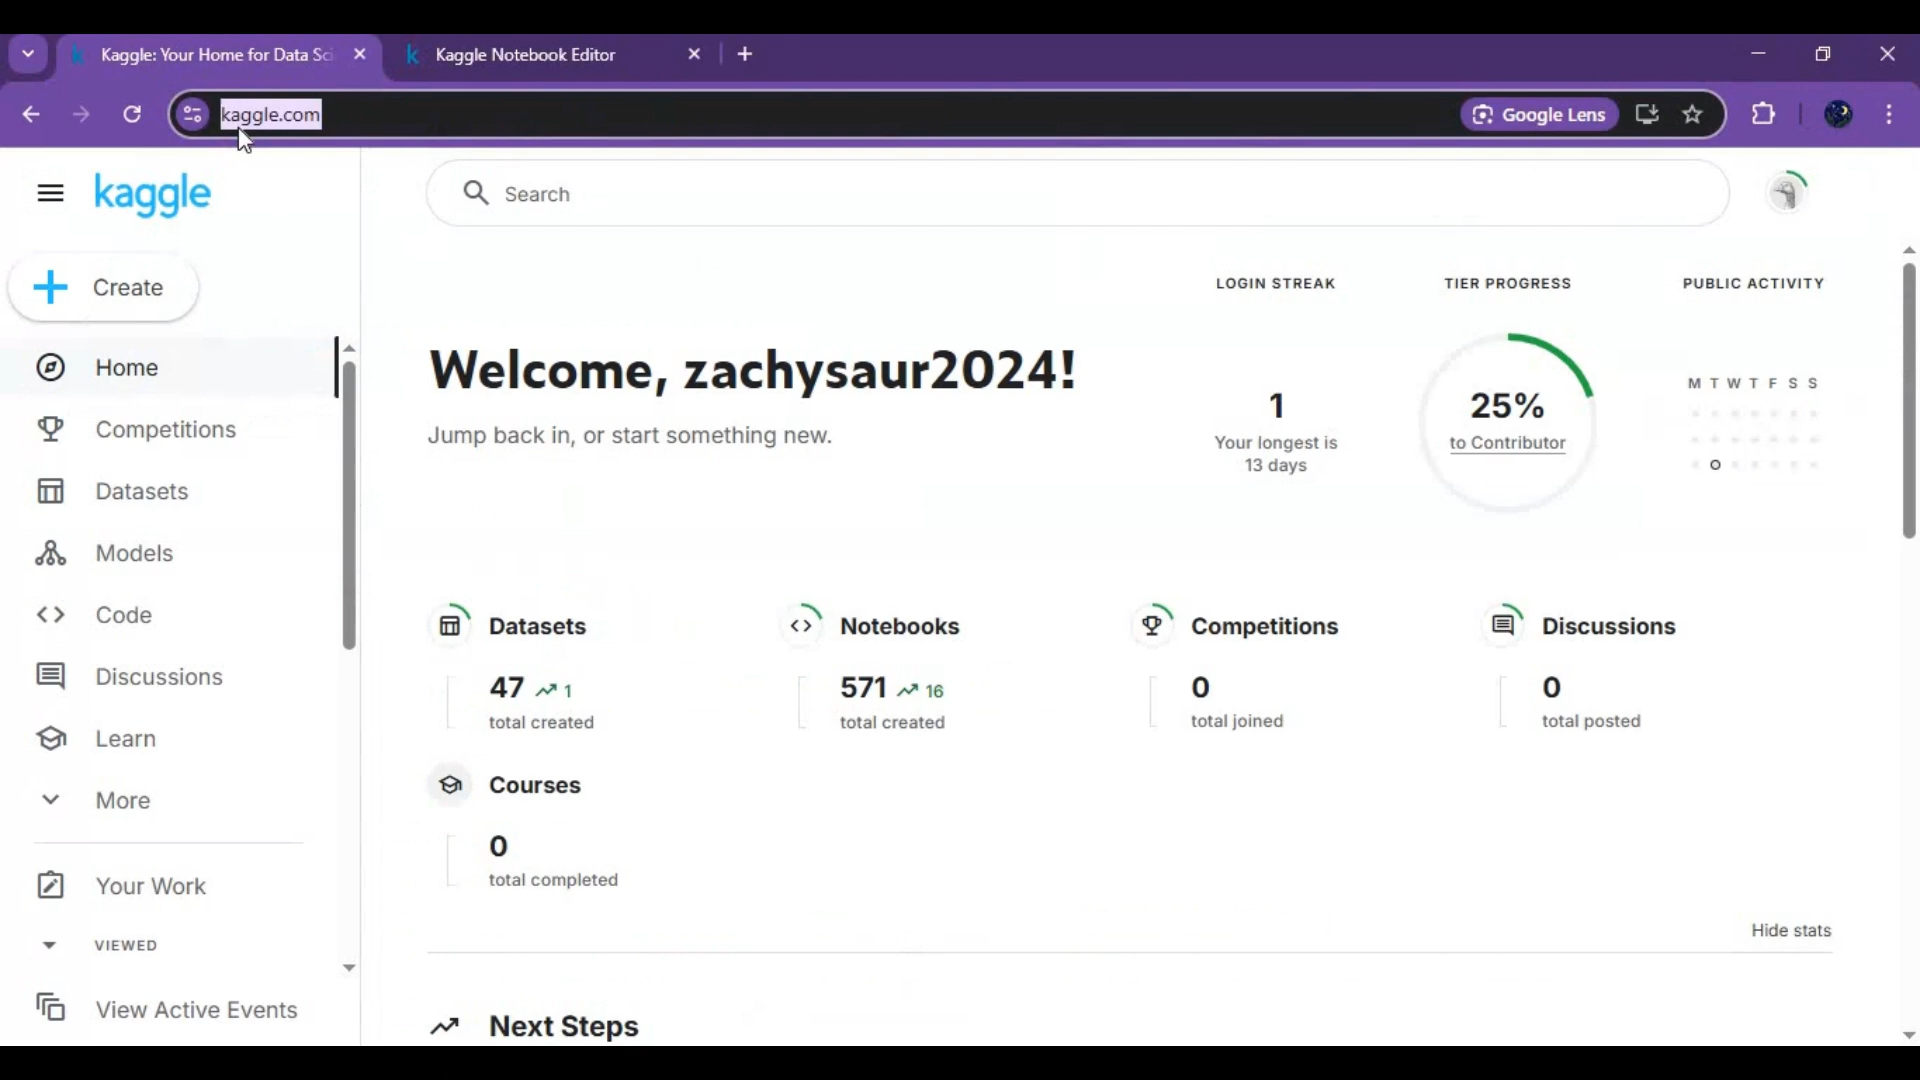 Kaggle: Your Home for Data Sci
Kaggle Notebook Editor
kaggle.com
Google Lens
kaggle
Search
Create
Home
Competitions
Datasets
Models
Code
Discussions
Learn
More
Your Work
VIEWED
View Active Events
LOGIN STREAK
TIER PROGRESS
PUBLIC ACTIVITY
Welcome, zachysaur2024!
Jump back in, or start something new.
1
Your longest is
13 days
25%
to Contributor
M T W T F S S
Datasets
47 1
total created
Notebooks
571 16
total created
Competitions
0
total joined
Discussions
0
total posted
Courses
0
total completed
Hide stats
Next Steps